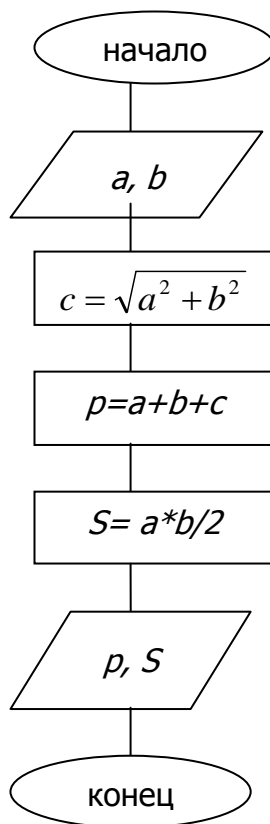 начало
a, b
c = √a² + b²
p=a+b+c
S= a*b/2
p, S
конец